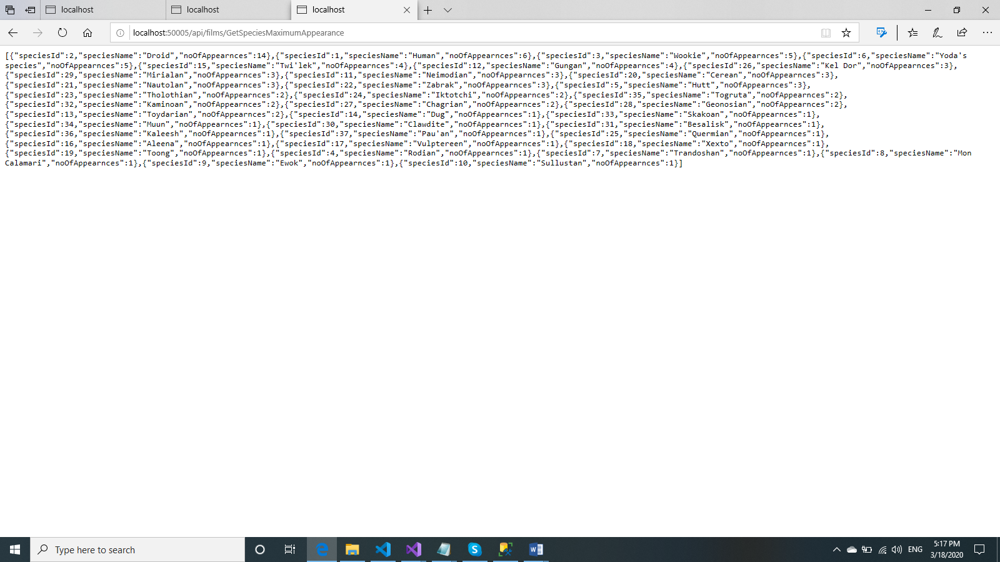 localhost
localhost
localhost
localhost:50005/api/films/GetSpeciesMaximumAppearance
[{"speciesId":2,"speciesName":"Droid","noOfAppearnces":14},{"speciesId":1,"speciesName":"Human","noOfAppearnces":6},{"speciesId":3,"speciesName":"Wookie","noOfAppearnces":5},{"speciesId":6,"speciesName":"Yoda's
species","noOfAppearnces":5},{"speciesId":15,"speciesName":"Twi'lek","noOfAppearnces":4},{"speciesId":12,"speciesName":"Gungan","noOfAppearnces":4},{"speciesId":26,"speciesName":"Kel Dor","noOfAppearnces":3},
{"speciesId":29,"speciesName":"Mirialan","noOfAppearnces":3},{"speciesId":11,"speciesName":"Neimodian","noOfAppearnces":3},{"speciesId":20,"speciesName":"Cerean","noOfAppearnces":3},
{"speciesId":21,"speciesName":"Nautolan","noOfAppearnces":3},{"speciesId":22,"speciesName":"Zabrak","noOfAppearnces":3},{"speciesId":5,"speciesName":"Hutt","noOfAppearnces":3},
{"speciesId":23,"speciesName":"Tholothian","noOfAppearnces":2},{"speciesId":24,"speciesName":"Iktotchi","noOfAppearnces":2},{"speciesId":35,"speciesName":"Togruta","noOfAppearnces":2},
{"speciesId":32,"speciesName":"Kaminoan","noOfAppearnces":2},{"speciesId":27,"speciesName":"Chagrian","noOfAppearnces":2},{"speciesId":28,"speciesName":"Geonosian","noOfAppearnces":2},
{"speciesId":13,"speciesName":"Toydarian","noOfAppearnces":2},{"speciesId":14,"speciesName":"Dug","noOfAppearnces":1},{"speciesId":33,"speciesName":"Skakoan","noOfAppearnces":1},
{"speciesId":34,"speciesName":"Muun","noOfAppearnces":1},{"speciesId":30,"speciesName":"Clawdite","noOfAppearnces":1},{"speciesId":31,"speciesName":"Besalisk","noOfAppearnces":1},
{"speciesId":36,"speciesName":"Kaleesh","noOfAppearnces":1},{"speciesId":37,"speciesName":"Pau'an","noOfAppearnces":1},{"speciesId":25,"speciesName":"Quermian","noOfAppearnces":1},
{"speciesId":16,"speciesName":"Aleena","noOfAppearnces":1},{"speciesId":17,"speciesName":"Vulptereen","noOfAppearnces":1},{"speciesId":18,"speciesName":"Xexto","noOfAppearnces":1},
{"speciesId":19,"speciesName":"Toong","noOfAppearnces":1},{"speciesId":4,"speciesName":"Rodian","noOfAppearnces":1},{"speciesId":7,"speciesName":"Trandoshan","noOfAppearnces":1},{"speciesId":8,"speciesName":"Mon
Calamari","noOfAppearnces":1},{"speciesId":9,"speciesName":"Ewok","noOfAppearnces":1},{"speciesId":10,"speciesName":"Sullustan","noOfAppearnces":1}]
Type here to search
ENG
5:17 PM
3/18/2020